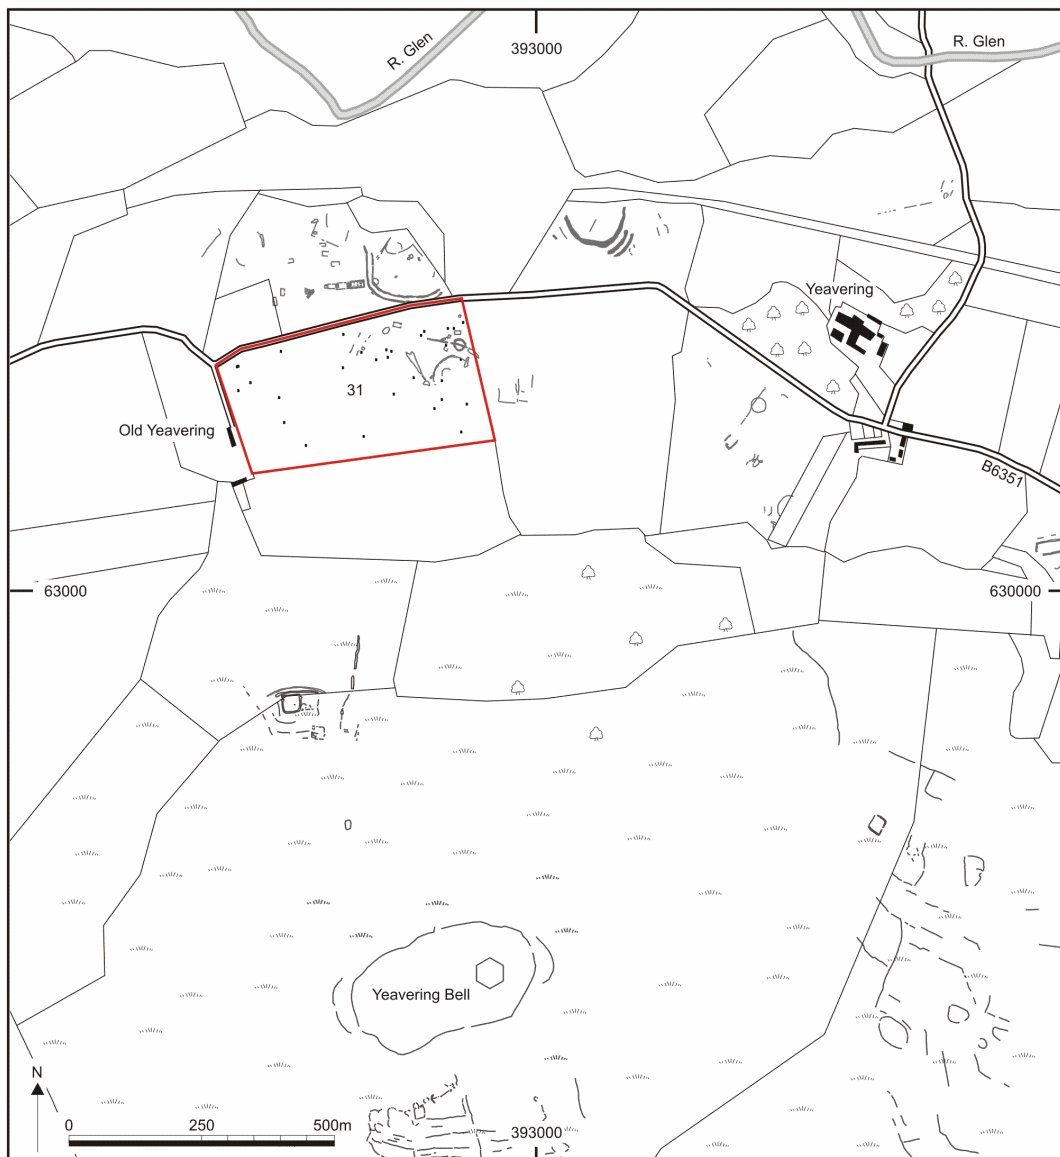 R. Glen
393000
R. Glen
Yeavering
31
Old Yeavering
B6351
63000
630000
Yeavering Bell
N
0 250 500m
393000